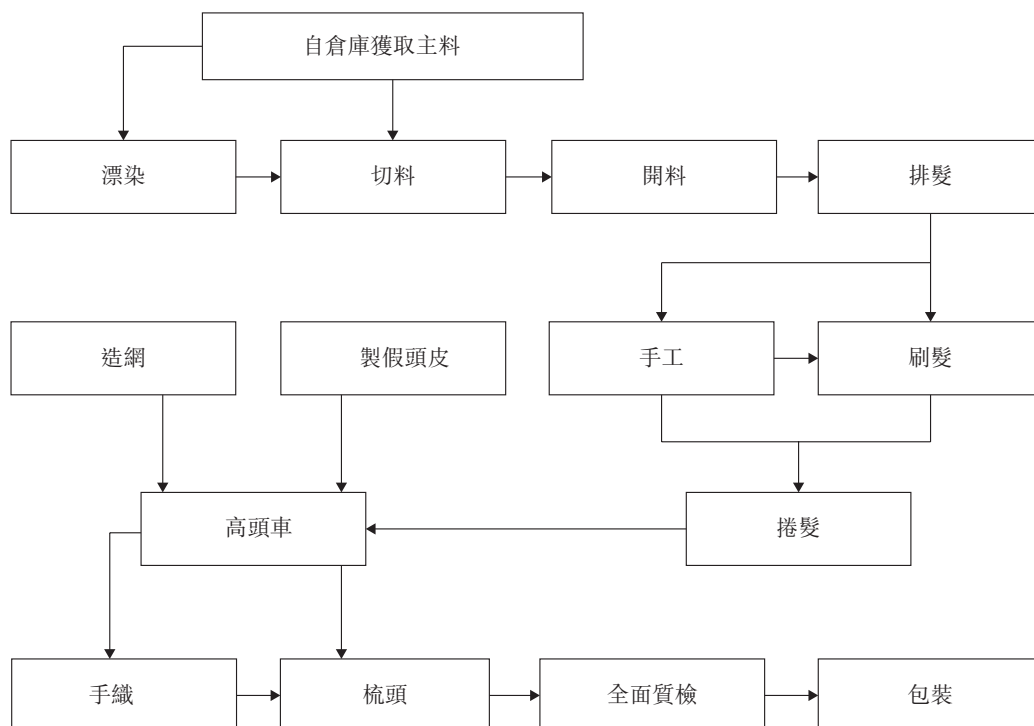 自倉庫獲取主料
漂染
切料
開料
排髮
造網
製假頭皮
手工
刷髮
高頭車
捲髮
手織
梳頭
全面質檢
包裝